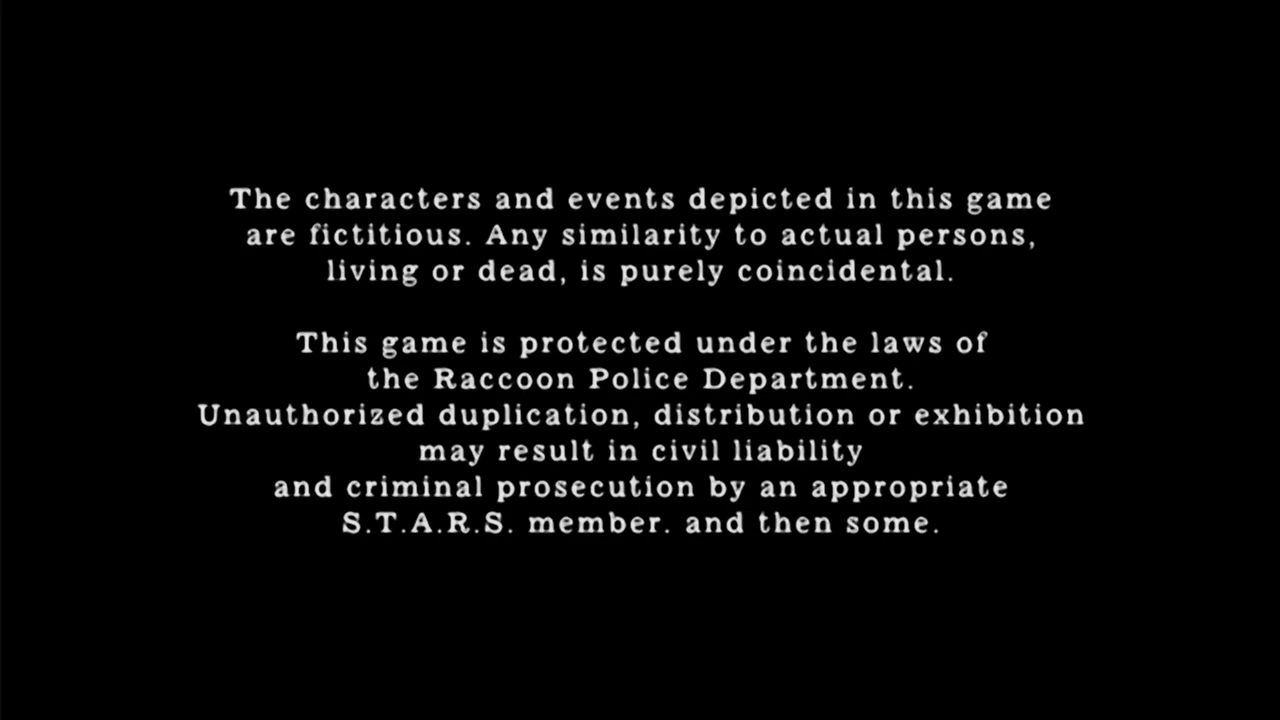 The characters and events depicted in this game
are fictitious. Any similarity to actual persons,
living or dead, is purely coincidental.
This game is protected under the laws of
the Raccoon Police Department.
Unauthorized duplication, distribution or exhibition
may result in civil liability
and criminal prosecution by an appropriate
S.T.A.R.S. member. and then some.